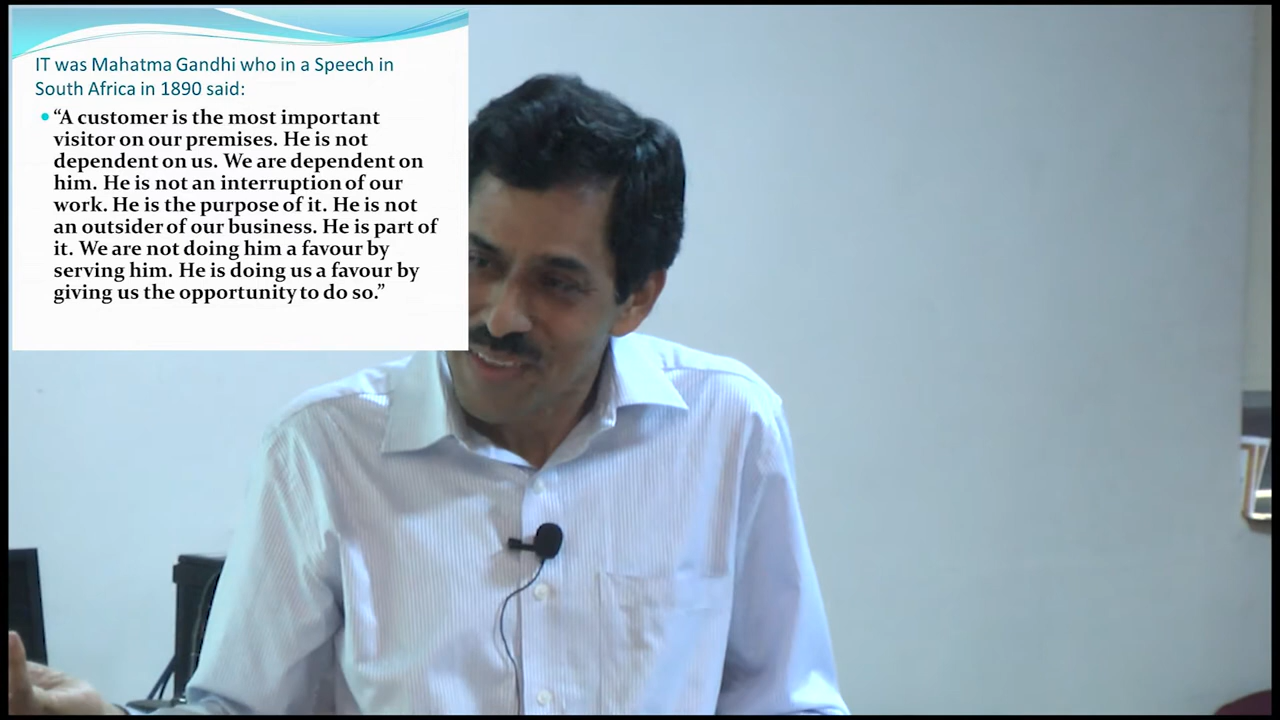 IT was Mahatma Gandhi who in a Speech in
South Africa in 1890 said:
• “A customer is the most important
visitor on our premises. He is not
dependent on us. We are dependent on
him. He is not an interruption of our
work. He is the purpose of it. He is not
an outsider of our business. He is part of
it. We are not doing him a favour by
serving him. He is doing us a favour by
giving us the opportunity to do so.”